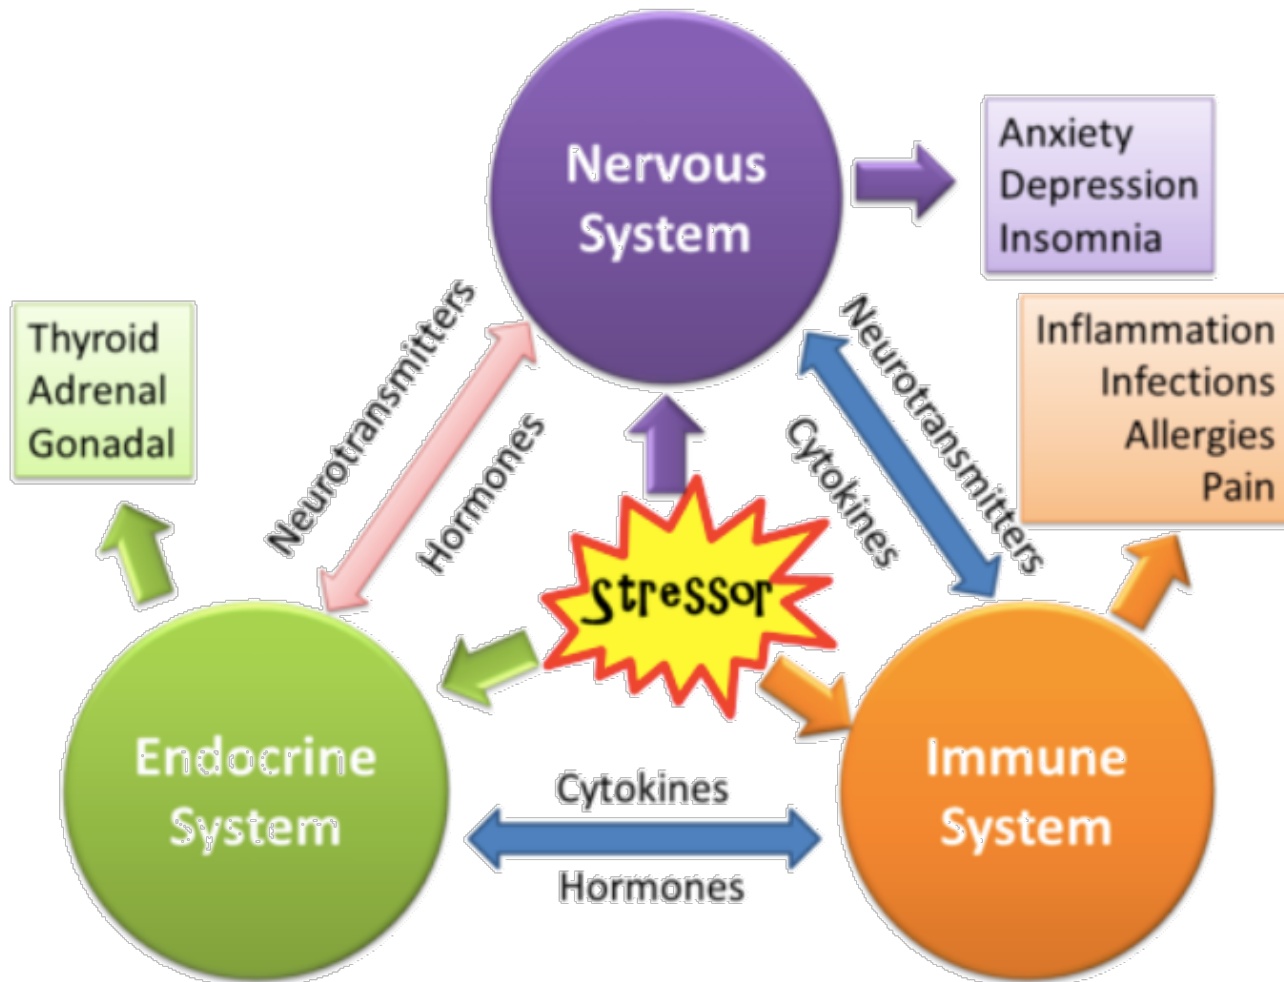 Nervous
System
Anxiety
Depression
Insomnia
Thyroid
Adrenal
Gonadal
Neurotransmitters
Hormones
Neurotransmitters
Cytokines
Inflammation
Infections
Allergies
Pain
stressor
Endocrine
System
Cytokines
Hormones
Immune
System